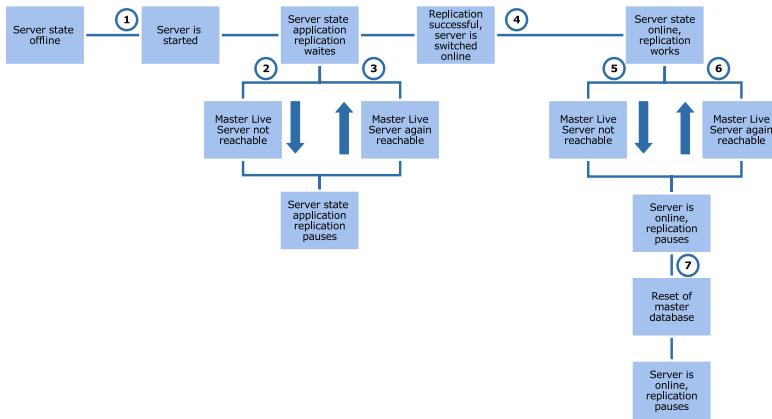 Server state
offline
1
Server is
started
Server state
application
replication
waites
Replication
successful,
server is
switched
online
4
Server state
online,
replication
works
2
3
5
6
Master Live
Server not
reachable
Master Live
Server again
reachable
Master Live
Server not
reachable
Master Live
Server again
reachable
Server state
application
replication
pauses
Server is
online,
replication
pauses
7
Reset of
master
database
Server is
online,
replication
pauses